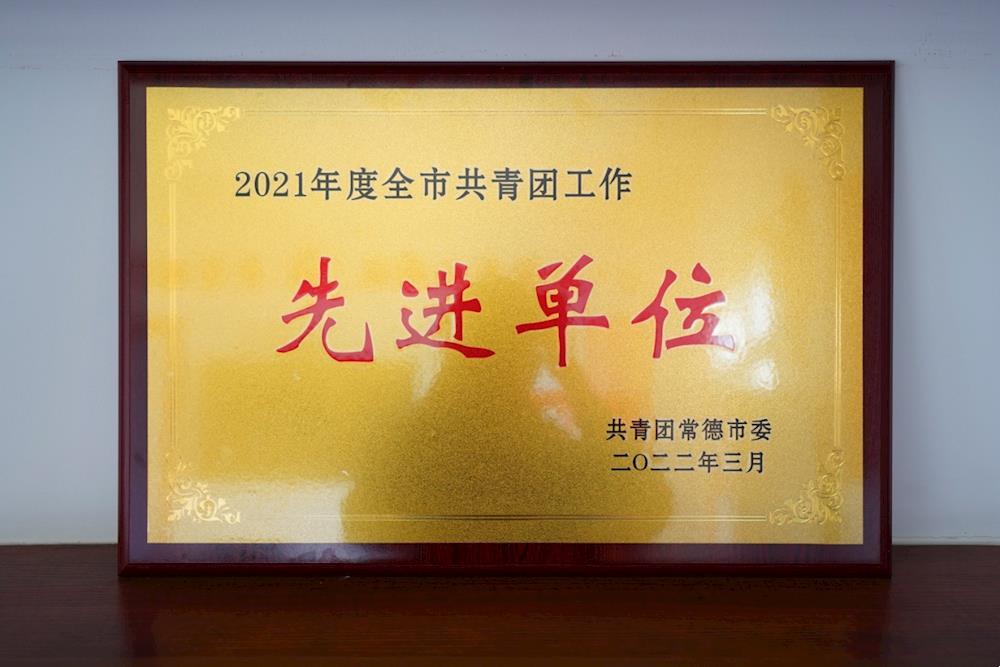 2021年度全市共青团工作
先进单位
共青团常德市委
二〇二二年三月